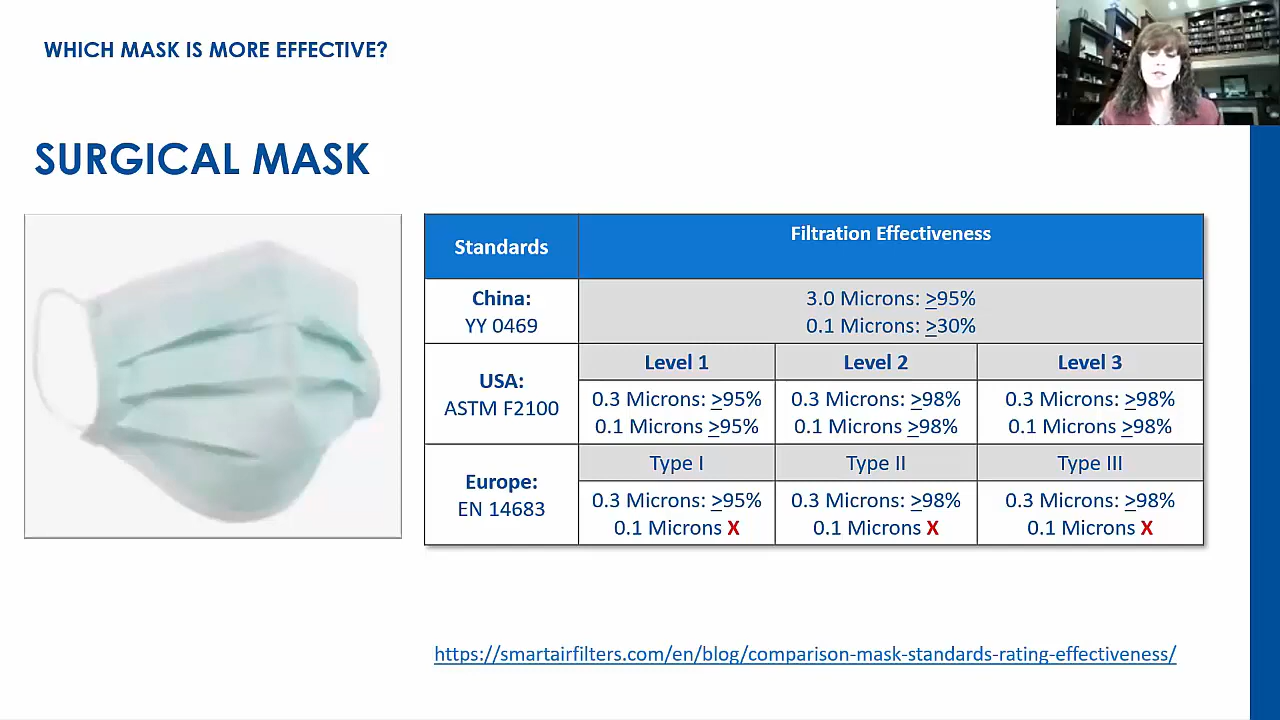 WHICH MASK IS MORE EFFECTIVE?
SURGICAL MASK
Standards
Filtration Effectiveness
China:
YY 0469
3.0 Microns: ≥95%
0.1 Microns: ≥30%
USA:
ASTM F2100
Level 1
Level 2
Level 3
0.3 Microns: ≥95%
0.1 Microns ≥95%
0.3 Microns: ≥98%
0.1 Microns ≥98%
0.3 Microns: ≥98%
0.1 Microns ≥98%
Europe:
EN 14683
Type I
Type II
Type III
0.3 Microns: ≥95%
0.1 Microns X
0.3 Microns: ≥98%
0.1 Microns X
0.3 Microns: ≥98%
0.1 Microns X
https://smartairfilters.com/en/blog/comparison-mask-standards-rating-effectiveness/